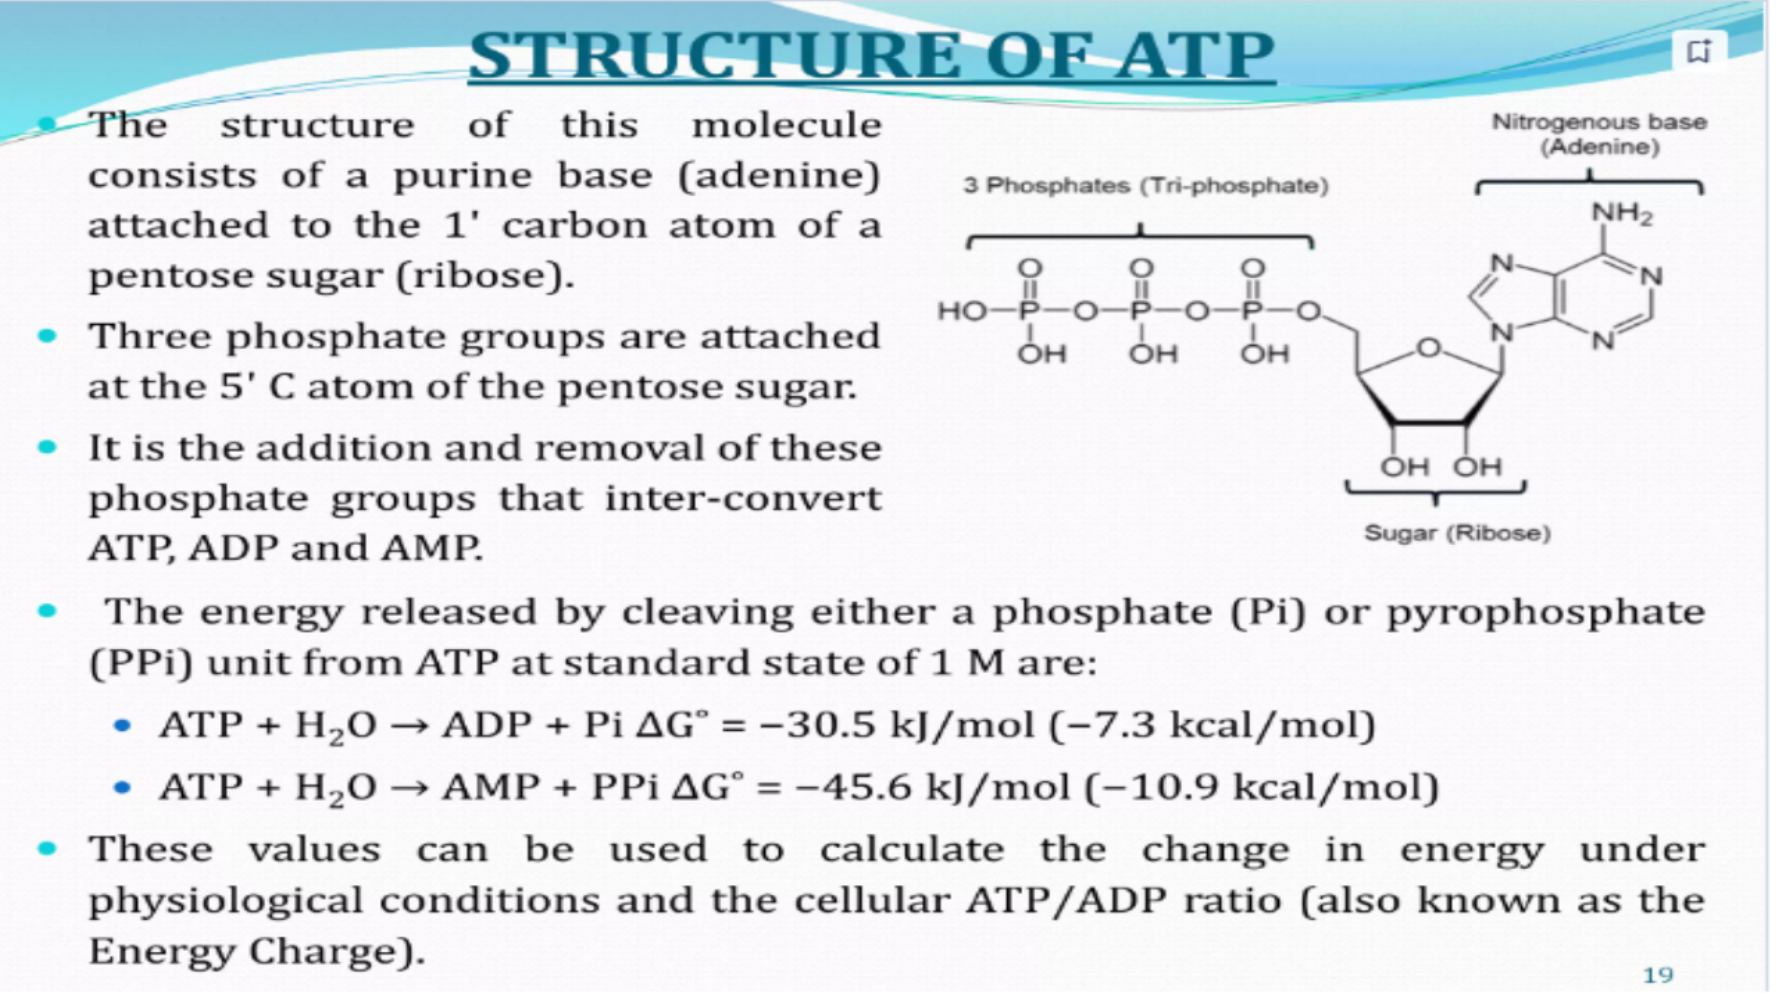 STRUCTURE OF ATP
The structure of this molecule
consists of a purine base (adenine)
attached to the 1' carbon atom of a
pentose sugar (ribose).
Three phosphate groups are attached
at the 5' C atom of the pentose sugar.
It is the addition and removal of these
phosphate groups that inter-convert
ATP, ADP and AMP.
Nitrogenous base
(Adenine)
3 Phosphates (Tri-phosphate)
NH₂
O O O N N
HO–P–O–P–O–P–O
N N
OH OH OH O
OH OH
Sugar (Ribose)
The energy released by cleaving either a phosphate (Pi) or pyrophosphate
(PPi) unit from ATP at standard state of 1 M are:
ATP + H₂O → ADP + Pi ΔG° = −30.5 kJ/mol (−7.3 kcal/mol)
ATP + H₂O → AMP + PPi ΔG° = −45.6 kJ/mol (−10.9 kcal/mol)
These values can be used to calculate the change in energy under
physiological conditions and the cellular ATP/ADP ratio (also known as the
Energy Charge).
19